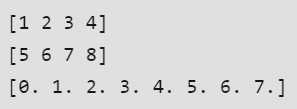 [1 2 3 4]
[5 6 7 8]
[0. 1. 2. 3. 4. 5. 6. 7.]